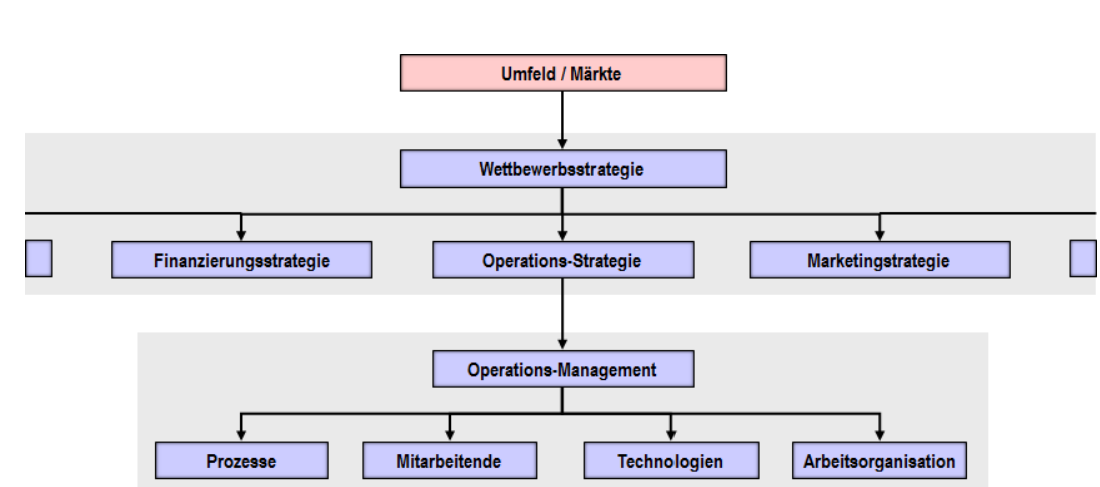 Umfeld / Märkte
Wettbewerbsstrategie
Finanzierungsstrategie
Operations-Strategie
Marketingstrategie
Operations-Management
Prozesse
Mitarbeitende
Technologien
Arbeitsorganisation